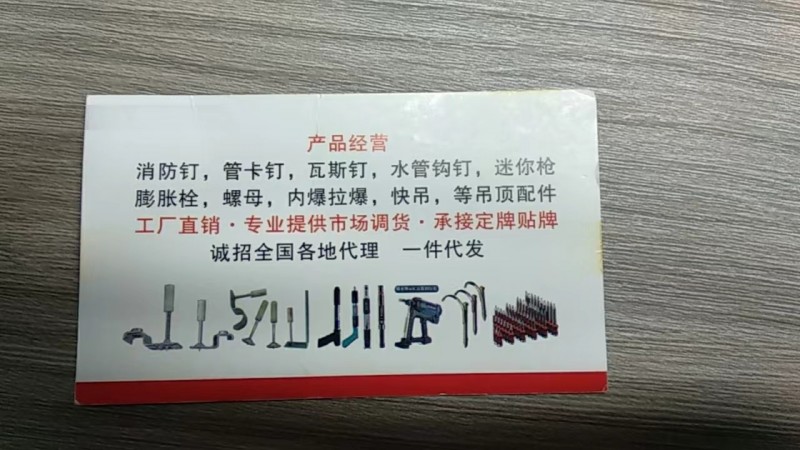 产品经营
消防钉，管卡钉，瓦斯钉，水管钩钉，迷你枪
膨胀栓，螺母，内爆拉爆，快吊，等吊顶配件
工厂直销·专业提供市场调货·承接定牌贴牌
诚招全国各地代理 一件代发